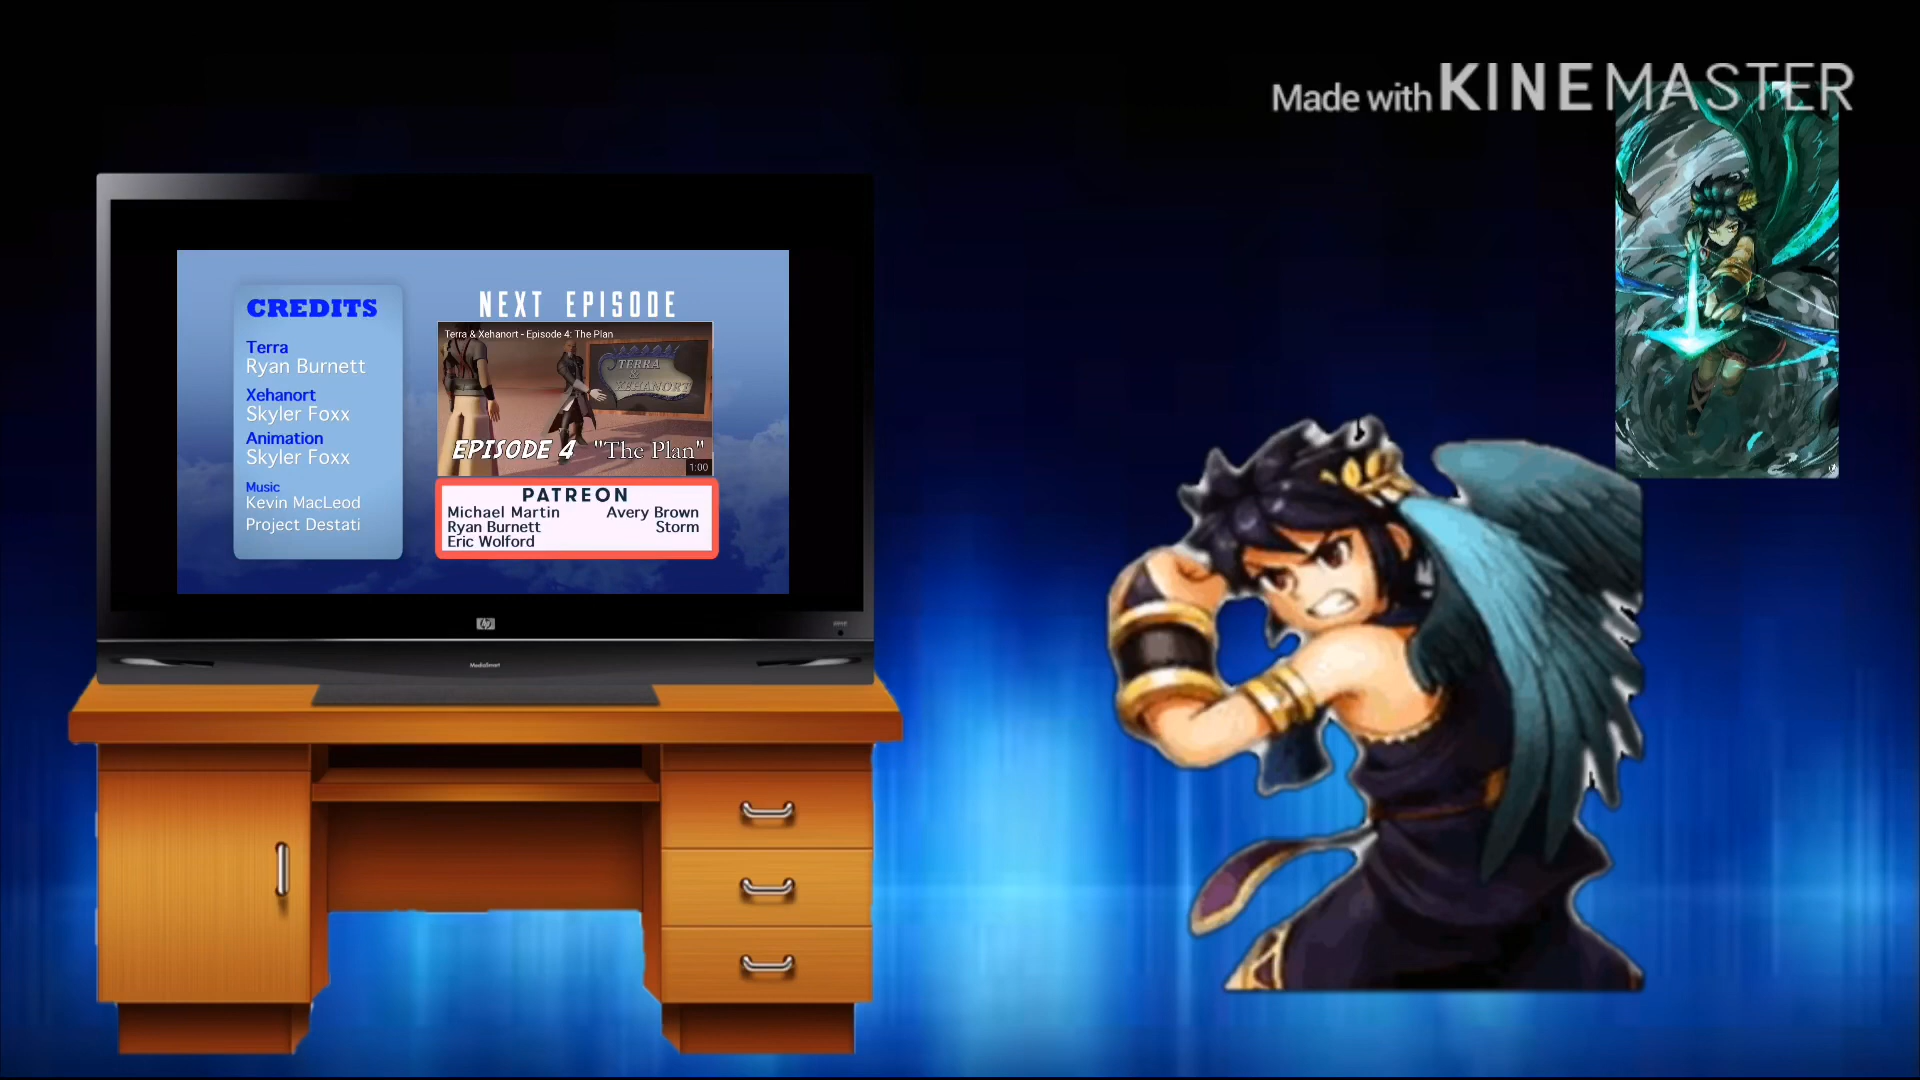 Made with KINEMASTER
CREDITS
Terra
Ryan Burnett
Xehanort
Skyler Foxx
Animation
Skyler Foxx
Music
Kevin MacLeod
Project Destati
NEXT EPISODE
Terra & Xehanort - Episode 4: The Plan
TERRA
&
XEHANORT
EPISODE 4 "The Plan"
1:00
PATREON
Michael Martin Avery Brown
Ryan Burnett Storm
Eric Wolford
hp
MediaSmart